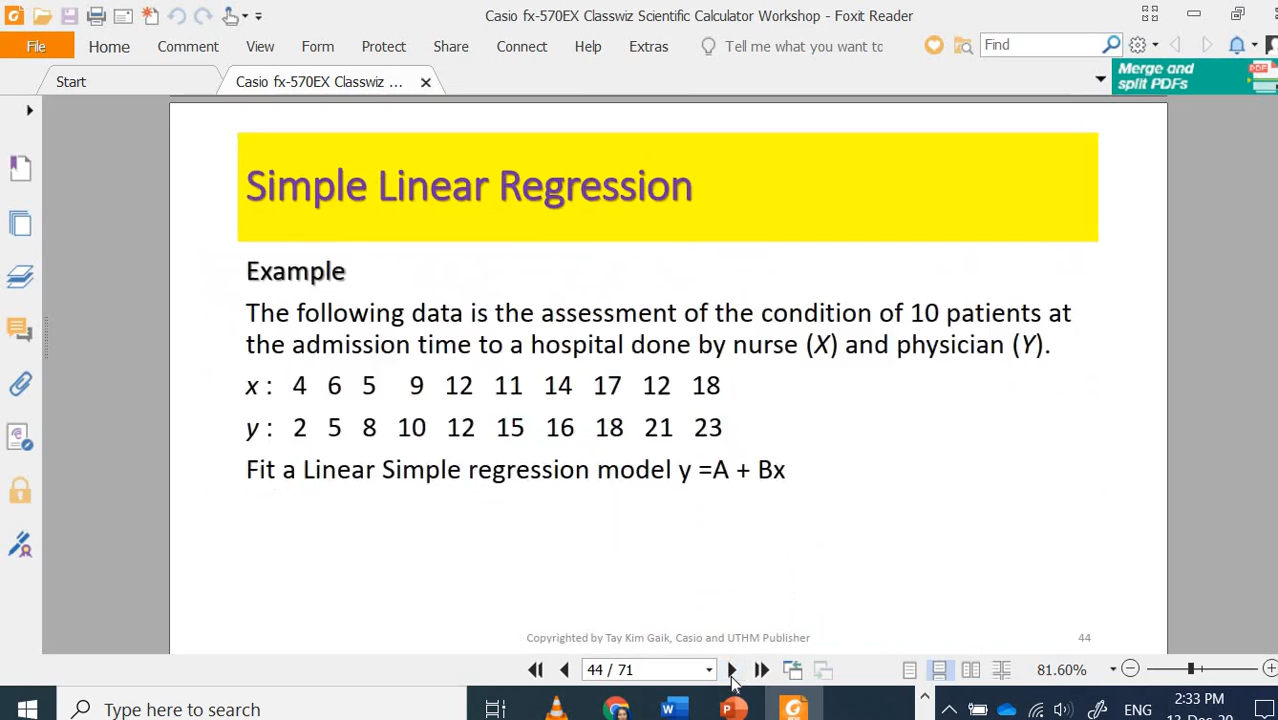 Casio fx-570EX Classwiz Scientific Calculator Workshop - Foxit Reader
File Home Comment View Form Protect Share Connect Help Extras Tell me what you want to Find
Start Casio fx-570EX Classwiz ... Merge and
split PDFs
Simple Linear Regression
Example
The following data is the assessment of the condition of 10 patients at
the admission time to a hospital done by nurse (X) and physician (Y).
x : 4 6 5 9 12 11 14 17 12 18
y : 2 5 8 10 12 15 16 18 21 23
Fit a Linear Simple regression model y =A + Bx
Copyrighted by Tay Kim Gaik, Casio and UTHM Publisher 44
44 / 71 81.60%
Type here to search ENG 2:33 PM